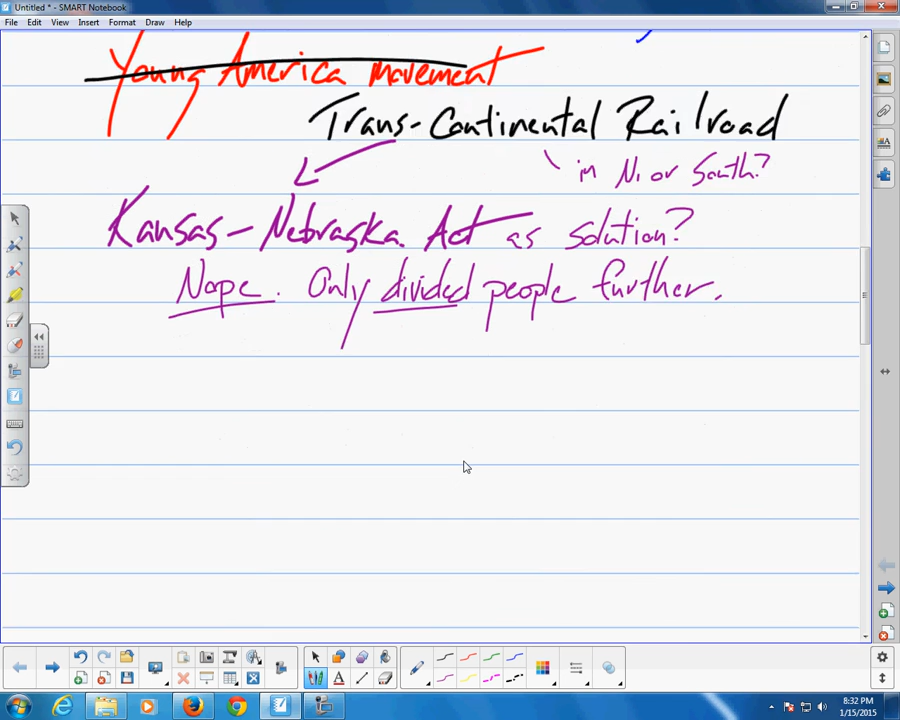 Untitled * - SMART Notebook
File Edit View Insert Format Draw Help
Young America movement
Trans-Continental Railroad
in N. or South?
Kansas-Nebraska Act as solution?
Nope. Only divided people further.
8:32 PM
1/15/2015